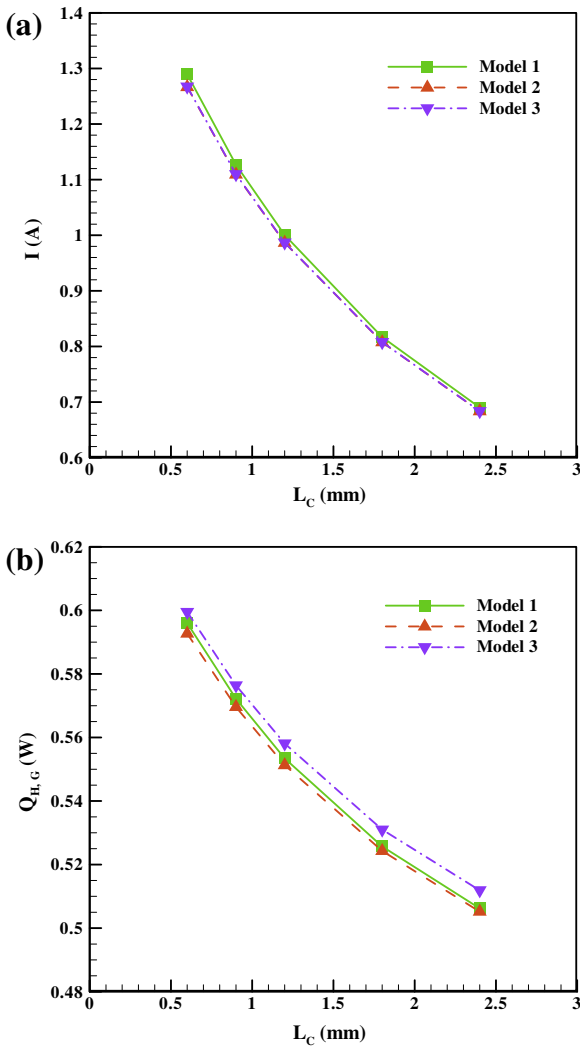 (a)
1.4
1.3
1.2
1.1
1
0.9
0.8
0.7
0.6
I (A)
Model 1
Model 2
Model 3
0 0.5 1 1.5 2 2.5 3
L_C (mm)
(b)
0.62
0.6
0.58
0.56
0.54
0.52
0.5
0.48
Q_H, G (W)
Model 1
Model 2
Model 3
0 0.5 1 1.5 2 2.5 3
L_C (mm)